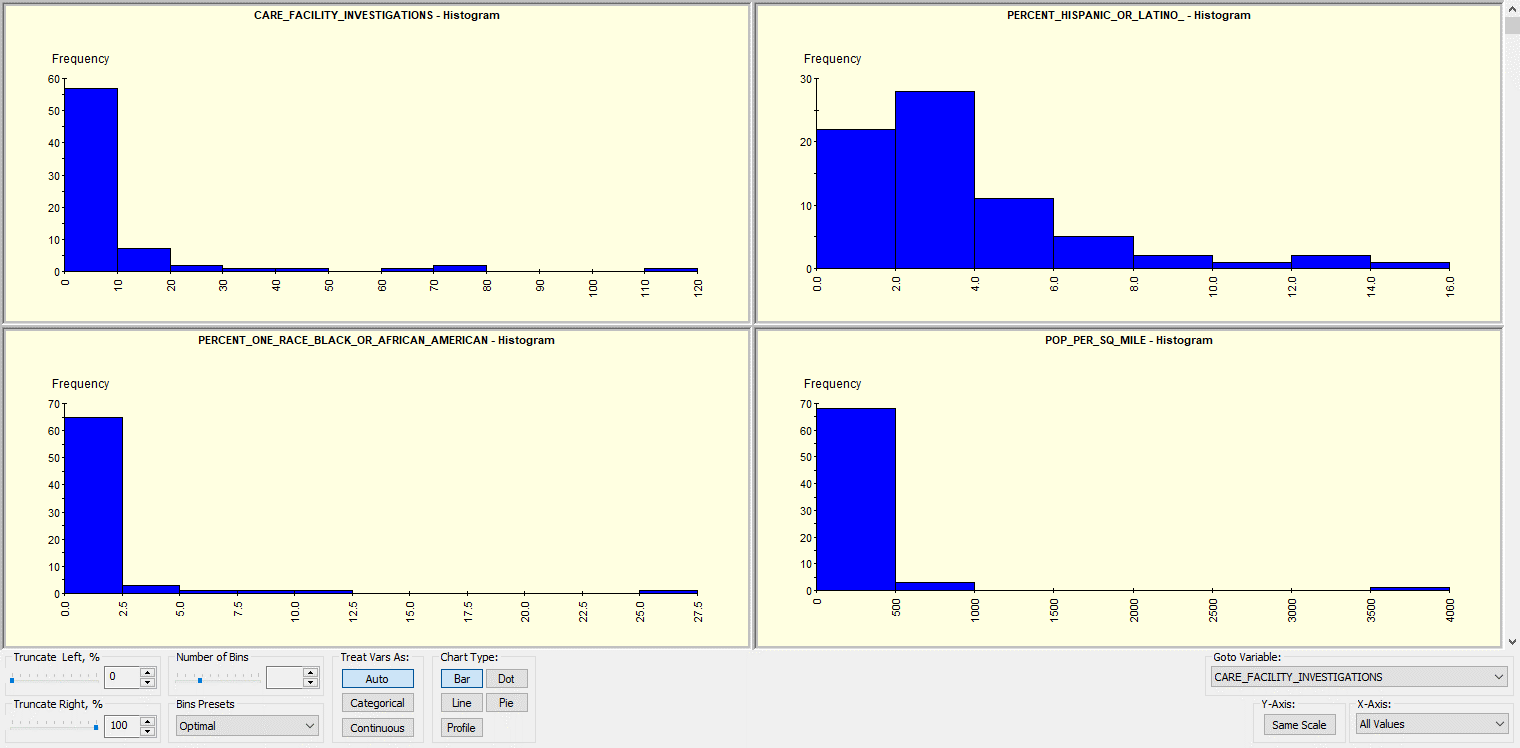 CARE_FACILITY_INVESTIGATIONS - Histogram
Frequency
60
50
40
30
20
10
0
0 10 20 30 40 50 60 70 80 90 100 110 120
PERCENT_HISPANIC_OR_LATINO_ - Histogram
Frequency
30
20
10
0
0.0 2.0 4.0 6.0 8.0 10.0 12.0 14.0 16.0
PERCENT_ONE_RACE_BLACK_OR_AFRICAN_AMERICAN - Histogram
Frequency
70
60
50
40
30
20
10
0
0.0 2.5 5.0 7.5 10.0 12.5 15.0 17.5 20.0 22.5 25.0 27.5
POP_PER_SQ_MILE - Histogram
Frequency
70
60
50
40
30
20
10
0
0 500 1000 1500 2000 2500 3000 3500 4000
Truncate Left, %
0
Truncate Right, %
100
Number of Bins
Bins Presets
Optimal
Treat Vars As:
Auto
Categorical
Continuous
Chart Type:
Bar Dot
Line Pie
Profile
Goto Variable:
CARE_FACILITY_INVESTIGATIONS
Y-Axis:
Same Scale
X-Axis:
All Values